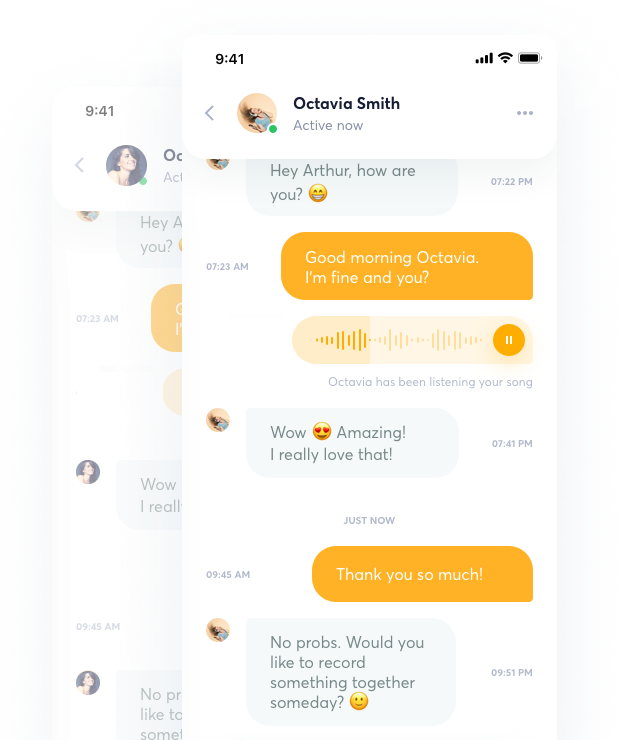 9:41
Octavia Smith
Active now
Hey Arthur, how are
you? 😁
07:22 PM
07:23 AM
Good morning Octavia.
I'm fine and you?
Octavia has been listening your song
Wow 😍 Amazing!
I really love that!
07:41 PM
JUST NOW
09:45 AM
Thank you so much!
No probs. Would you
like to record
something together
someday? 🙂
09:51 PM
9:41
Oc
Act
Hey A
you?
07:23 AM
G
I'
Wow
I reall
09:45 AM
No pr
like to
somet